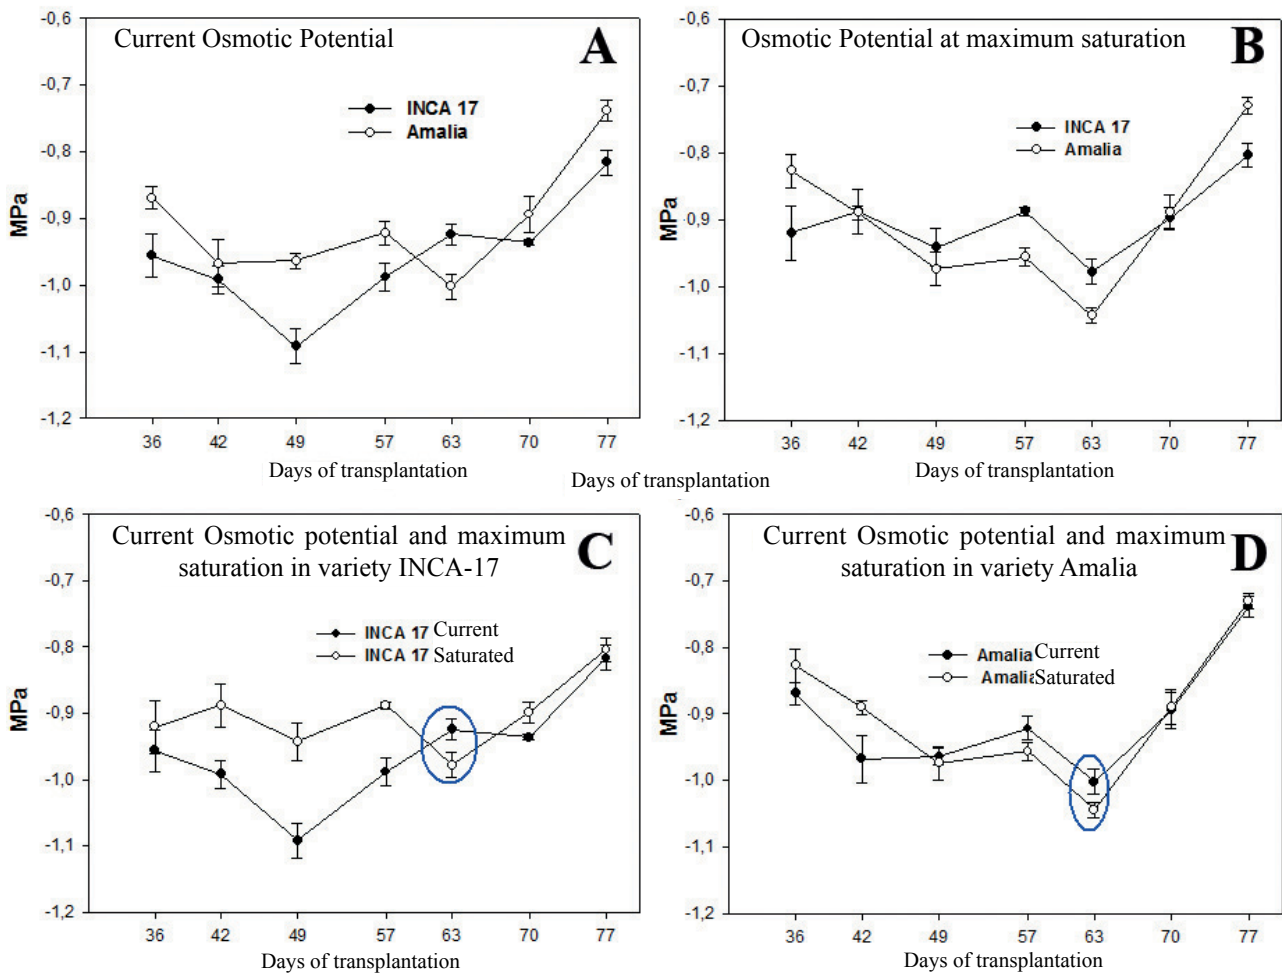 Current Osmotic Potential
A
INCA 17
Amalia
-0,6
-0,7
-0,8
-0,9
-1,0
-1,1
-1,2
MPa
36 42 49 57 63 70 77
Days of transplantation
Osmotic Potential at maximum saturation
B
INCA 17
Amalia
-0,6
-0,7
-0,8
-0,9
-1,0
-1,1
-1,2
MPa
36 42 49 57 63 70 77
Days of transplantation
Days of transplantation
Current Osmotic potential and maximum
saturation in variety INCA-17
C
INCA 17 Current
INCA 17 Saturated
-0,6
-0,7
-0,8
-0,9
-1,0
-1,1
-1,2
MPa
36 42 49 57 63 70 77
Days of transplantation
Current Osmotic potential and maximum
saturation in variety Amalia
D
Amalia Current
Amalia Saturated
-0,6
-0,7
-0,8
-0,9
-1,0
-1,1
-1,2
MPa
36 42 49 57 63 70 77
Days of transplantation